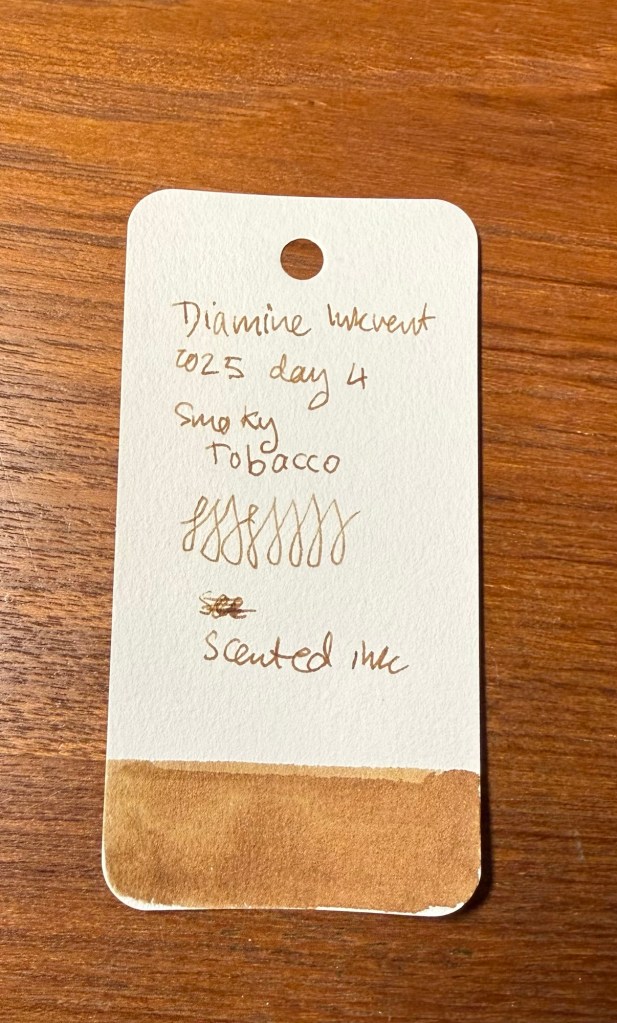 Diamine Inkvent
2025 day 4
Smoky
Tobacco
Scented ink